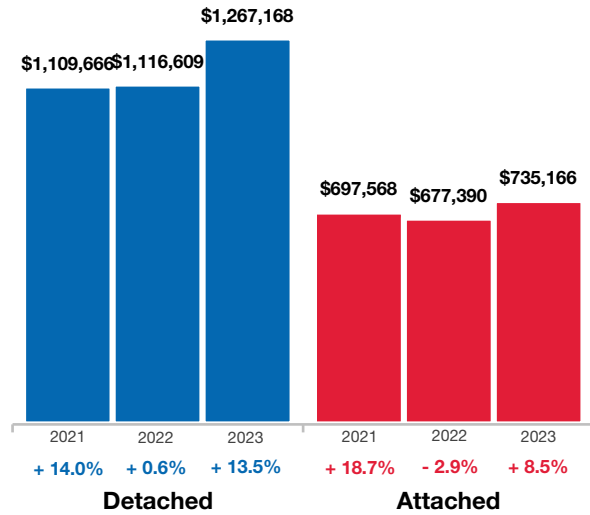 $1,267,168
$1,109,666 $1,116,609
$735,166
$697,568 $677,390
2021 2022 2023 2021 2022 2023
+ 14.0% + 0.6% + 13.5% + 18.7% - 2.9% + 8.5%
Detached Attached